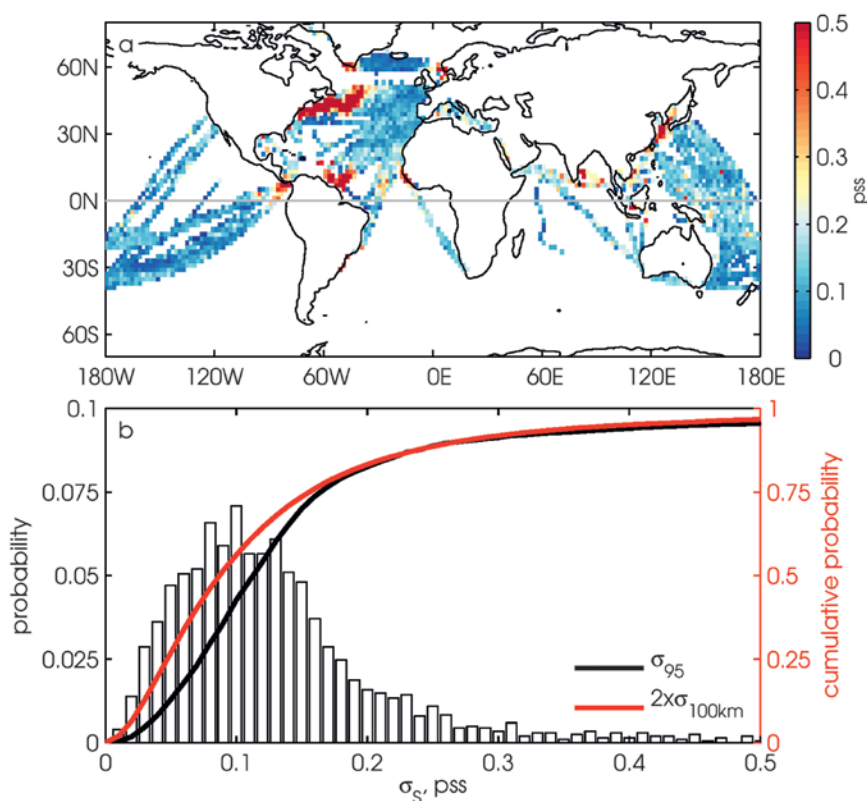 a
60N
30N
0N
30S
60S
180W 120W 60W 0E 60E 120E 180E
0.5
0.4
0.3
0.2
0.1
0
pss
b
0.1
0.075
0.05
0.025
0
probability
1
0.75
0.5
0.25
0
cumulative probability
σ95
2xσ100km
0 0.1 0.2 0.3 0.4 0.5
σS, pss